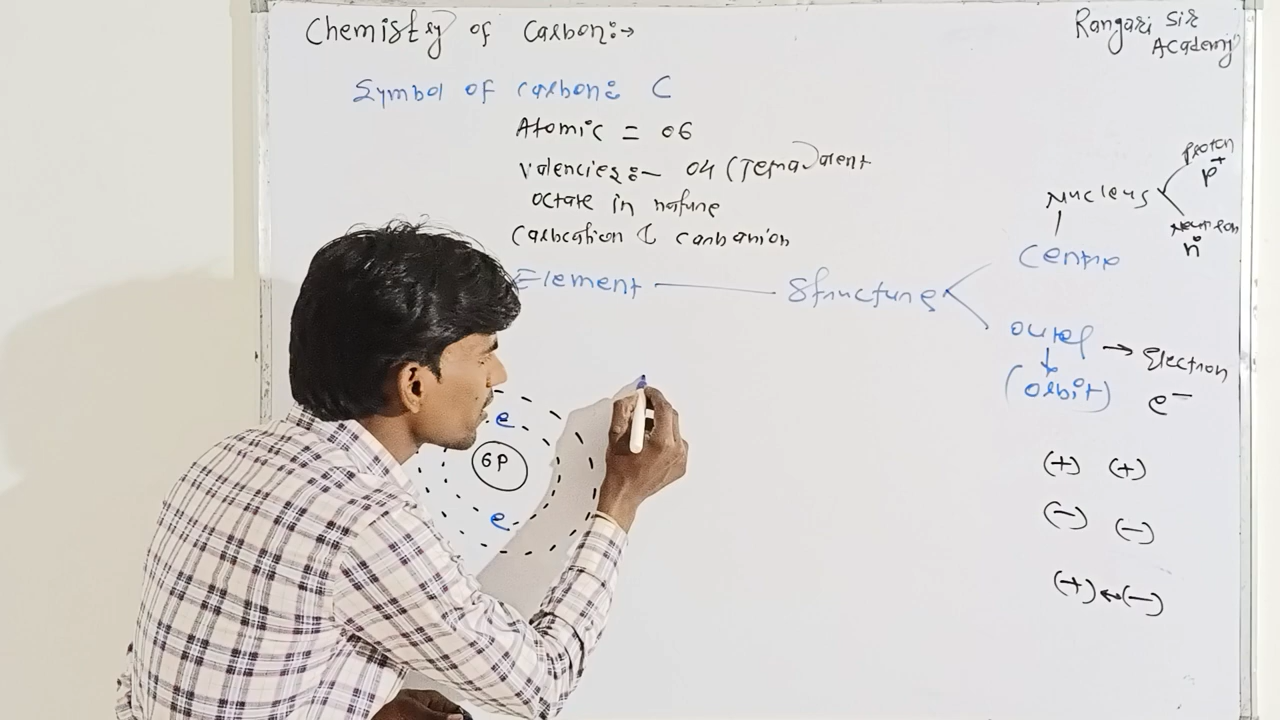 Chemistry of Carbon:→
Rangari Sir
Academy
Symbol of carbon: C
Atomic = 06
Valencies:- 04 (Tetravalent
octate in nature
Carbcation & carbanion
Element — Structure
Nucleus
Proton
p+
Neutron
n°
Centre
outer
(orbit)
→ Electron
e−
e
6P
e
(+) (+)
(−) (−)
(+)↔(−)